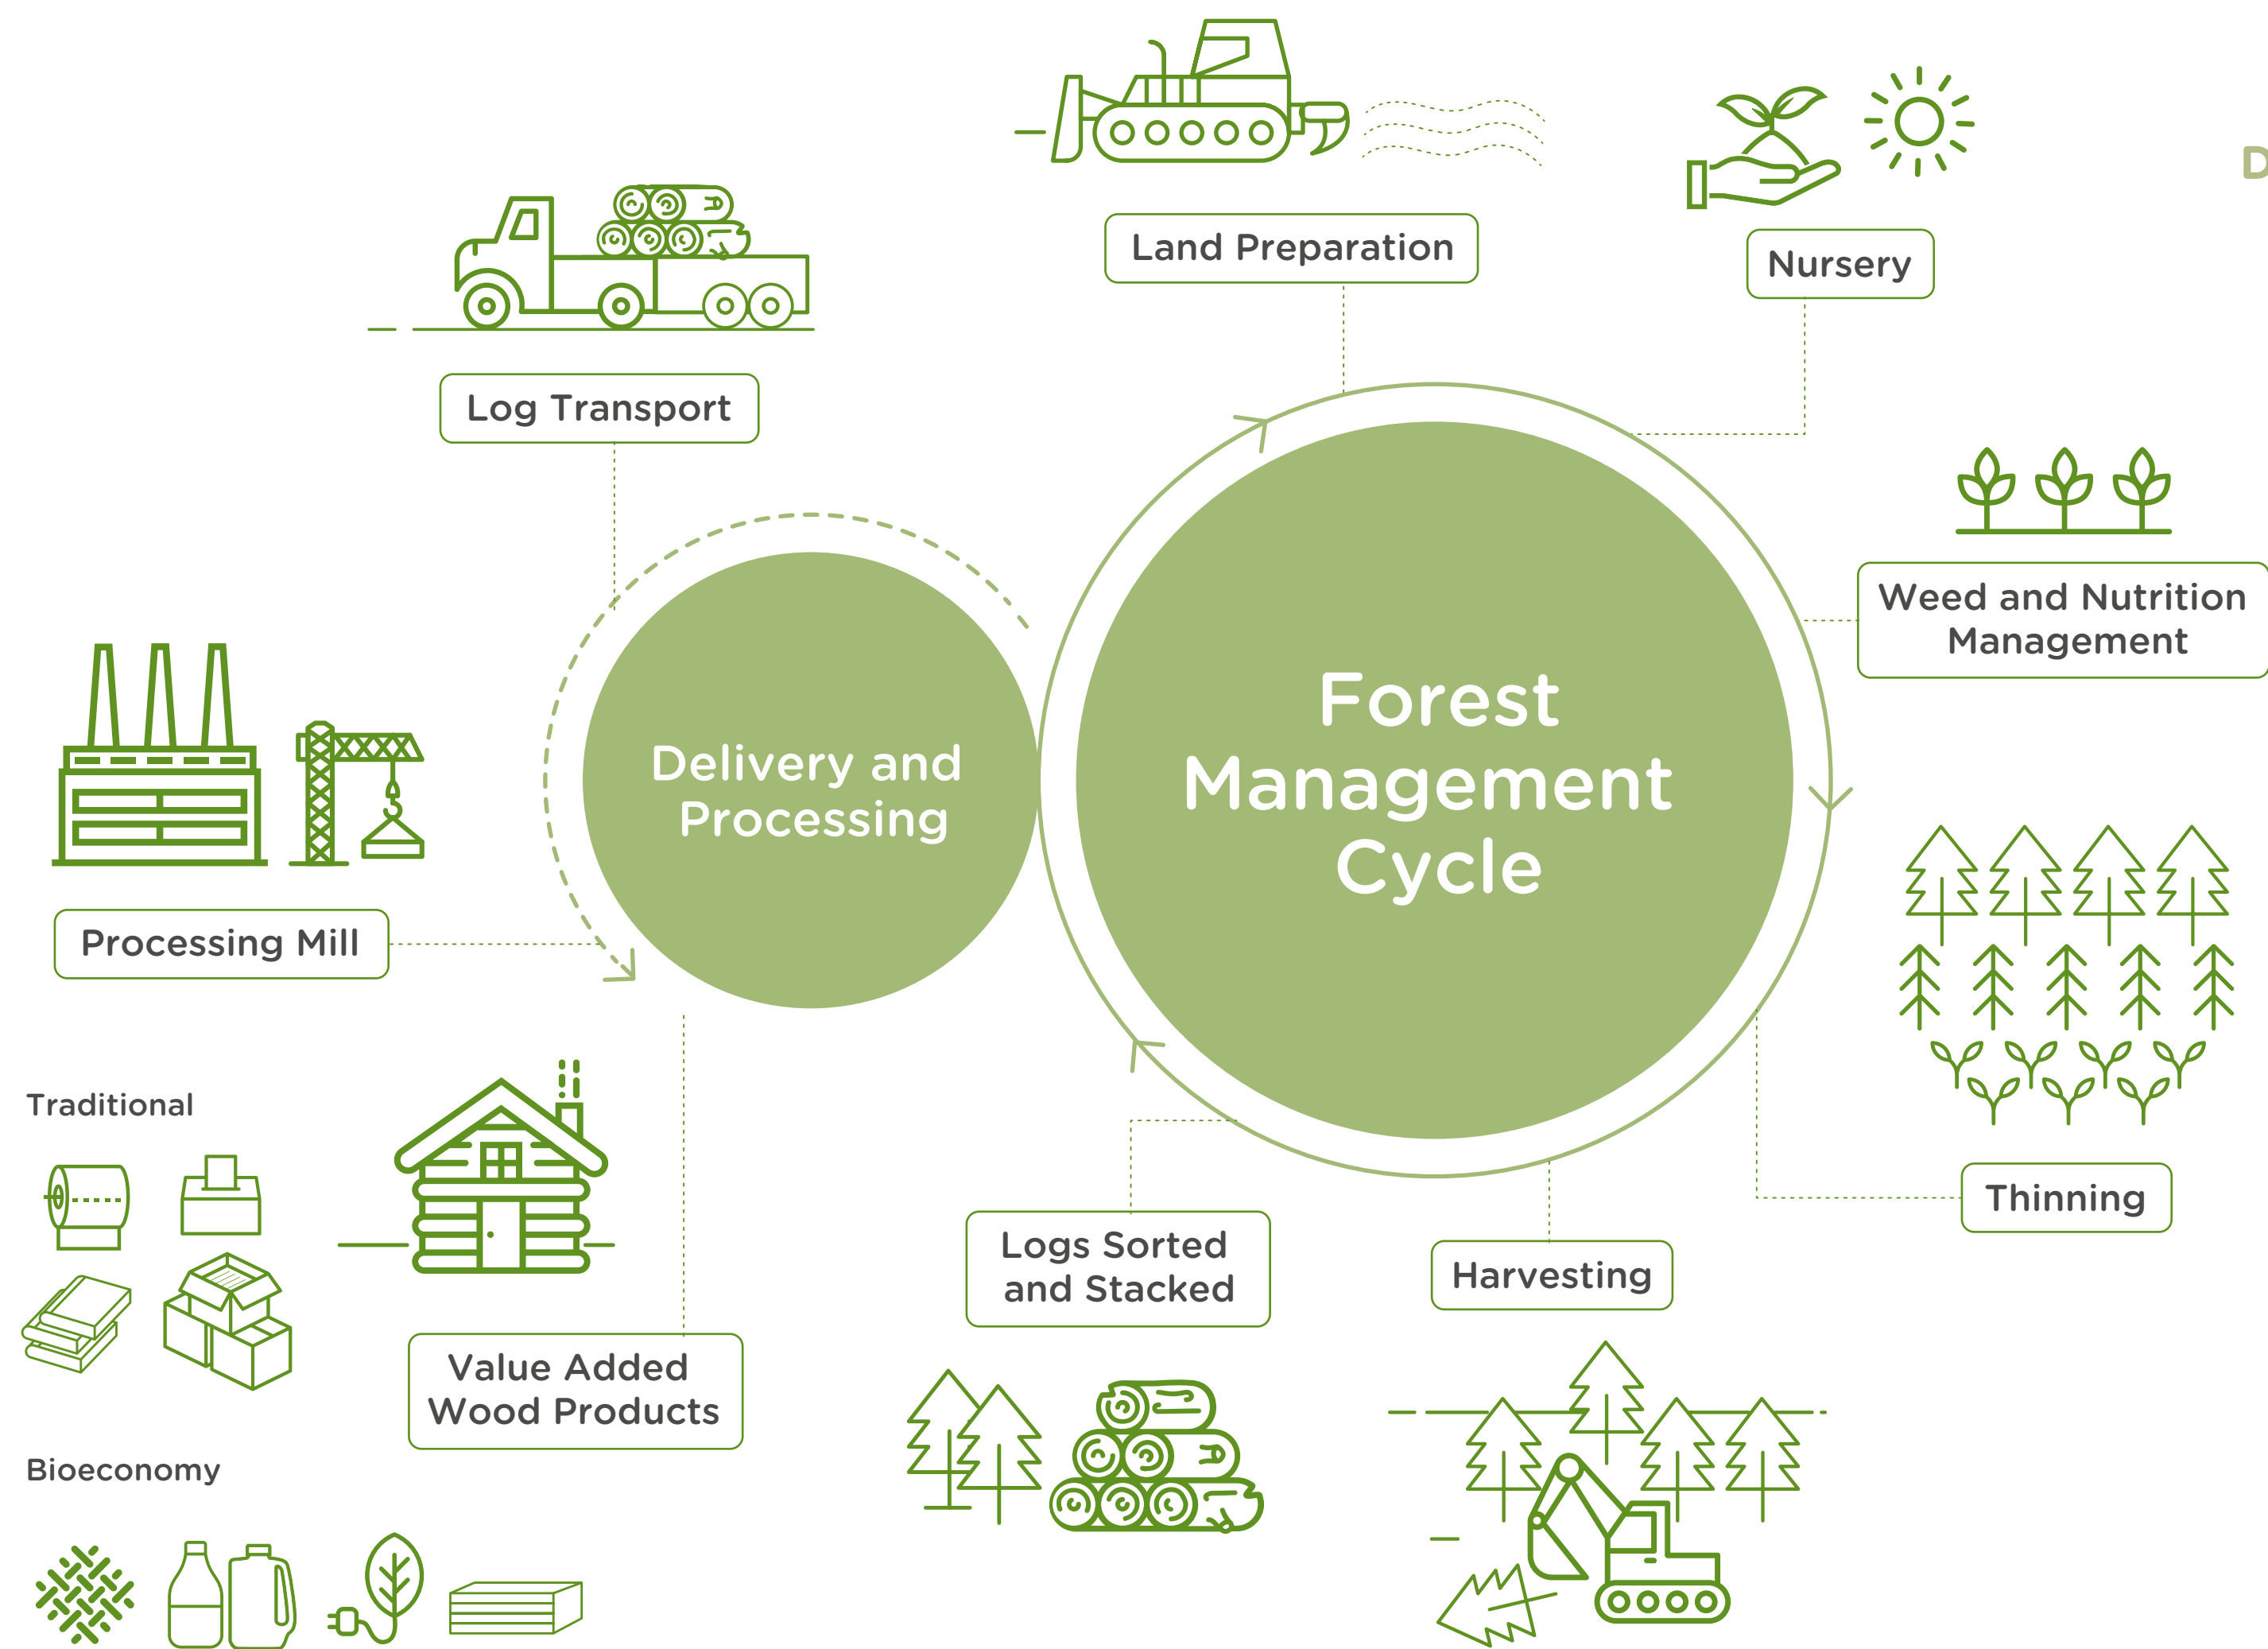 Land Preparation
Nursery
Log Transport
Weed and Nutrition
Management
Forest
Management
Cycle
Delivery and
Processing
Processing Mill
Thinning
Harvesting
Logs Sorted
and Stacked
Value Added
Wood Products
Traditional
Bioeconomy